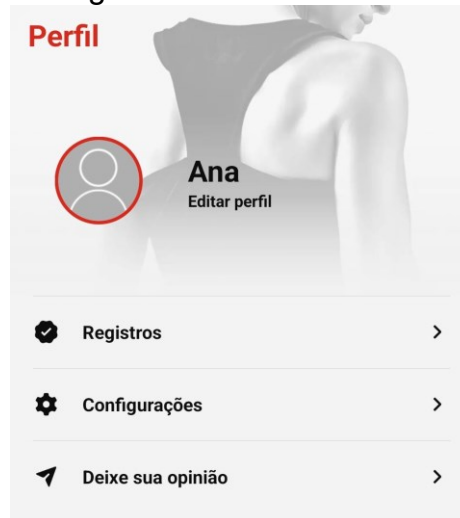 Perfil
Ana
Editar perfil
Registros
Configurações
Deixe sua opinião